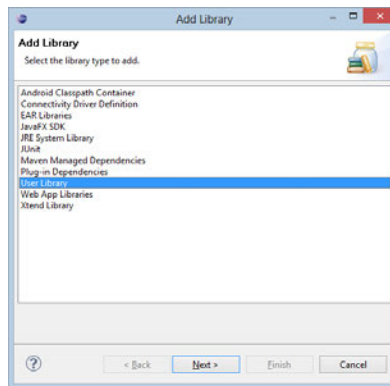 Add Library
Add Library
Select the library type to add.
Android Classpath Container
Connectivity Driver Definition
EAR Libraries
JavaFX SDK
JRE System Library
JUnit
Maven Managed Dependencies
Plug-in Dependencies
User Library
Web App Libraries
Xtend Library
? < Back Next > Finish Cancel